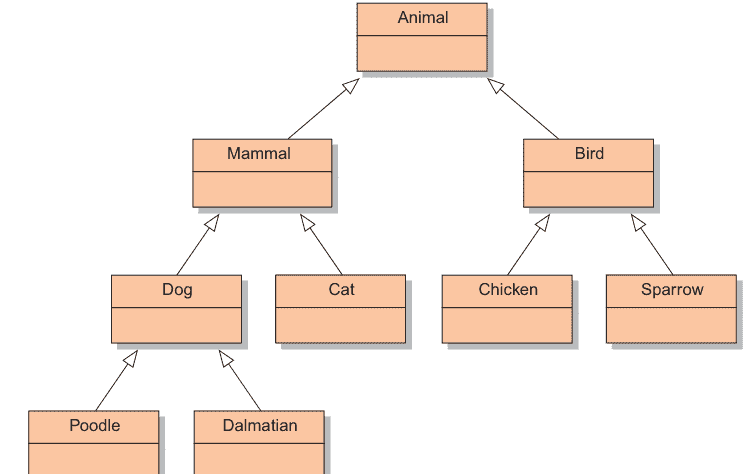 Animal
Mammal
Bird
Dog
Cat
Chicken
Sparrow
Poodle
Dalmatian